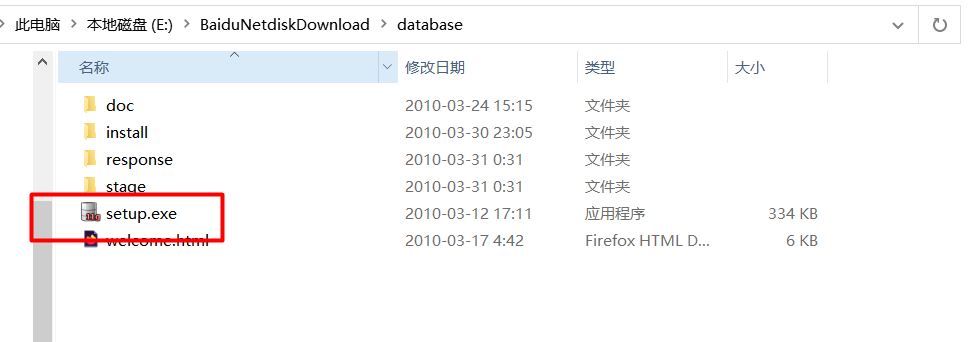 此电脑 > 本地磁盘 (E:) > BaiduNetdiskDownload > database
名称 修改日期 类型 大小
doc 2010-03-24 15:15 文件夹
install 2010-03-30 23:05 文件夹
response 2010-03-31 0:31 文件夹
stage 2010-03-31 0:31 文件夹
setup.exe 2010-03-12 17:11 应用程序 334 KB
welcome.html 2010-03-17 4:42 Firefox HTML D... 6 KB